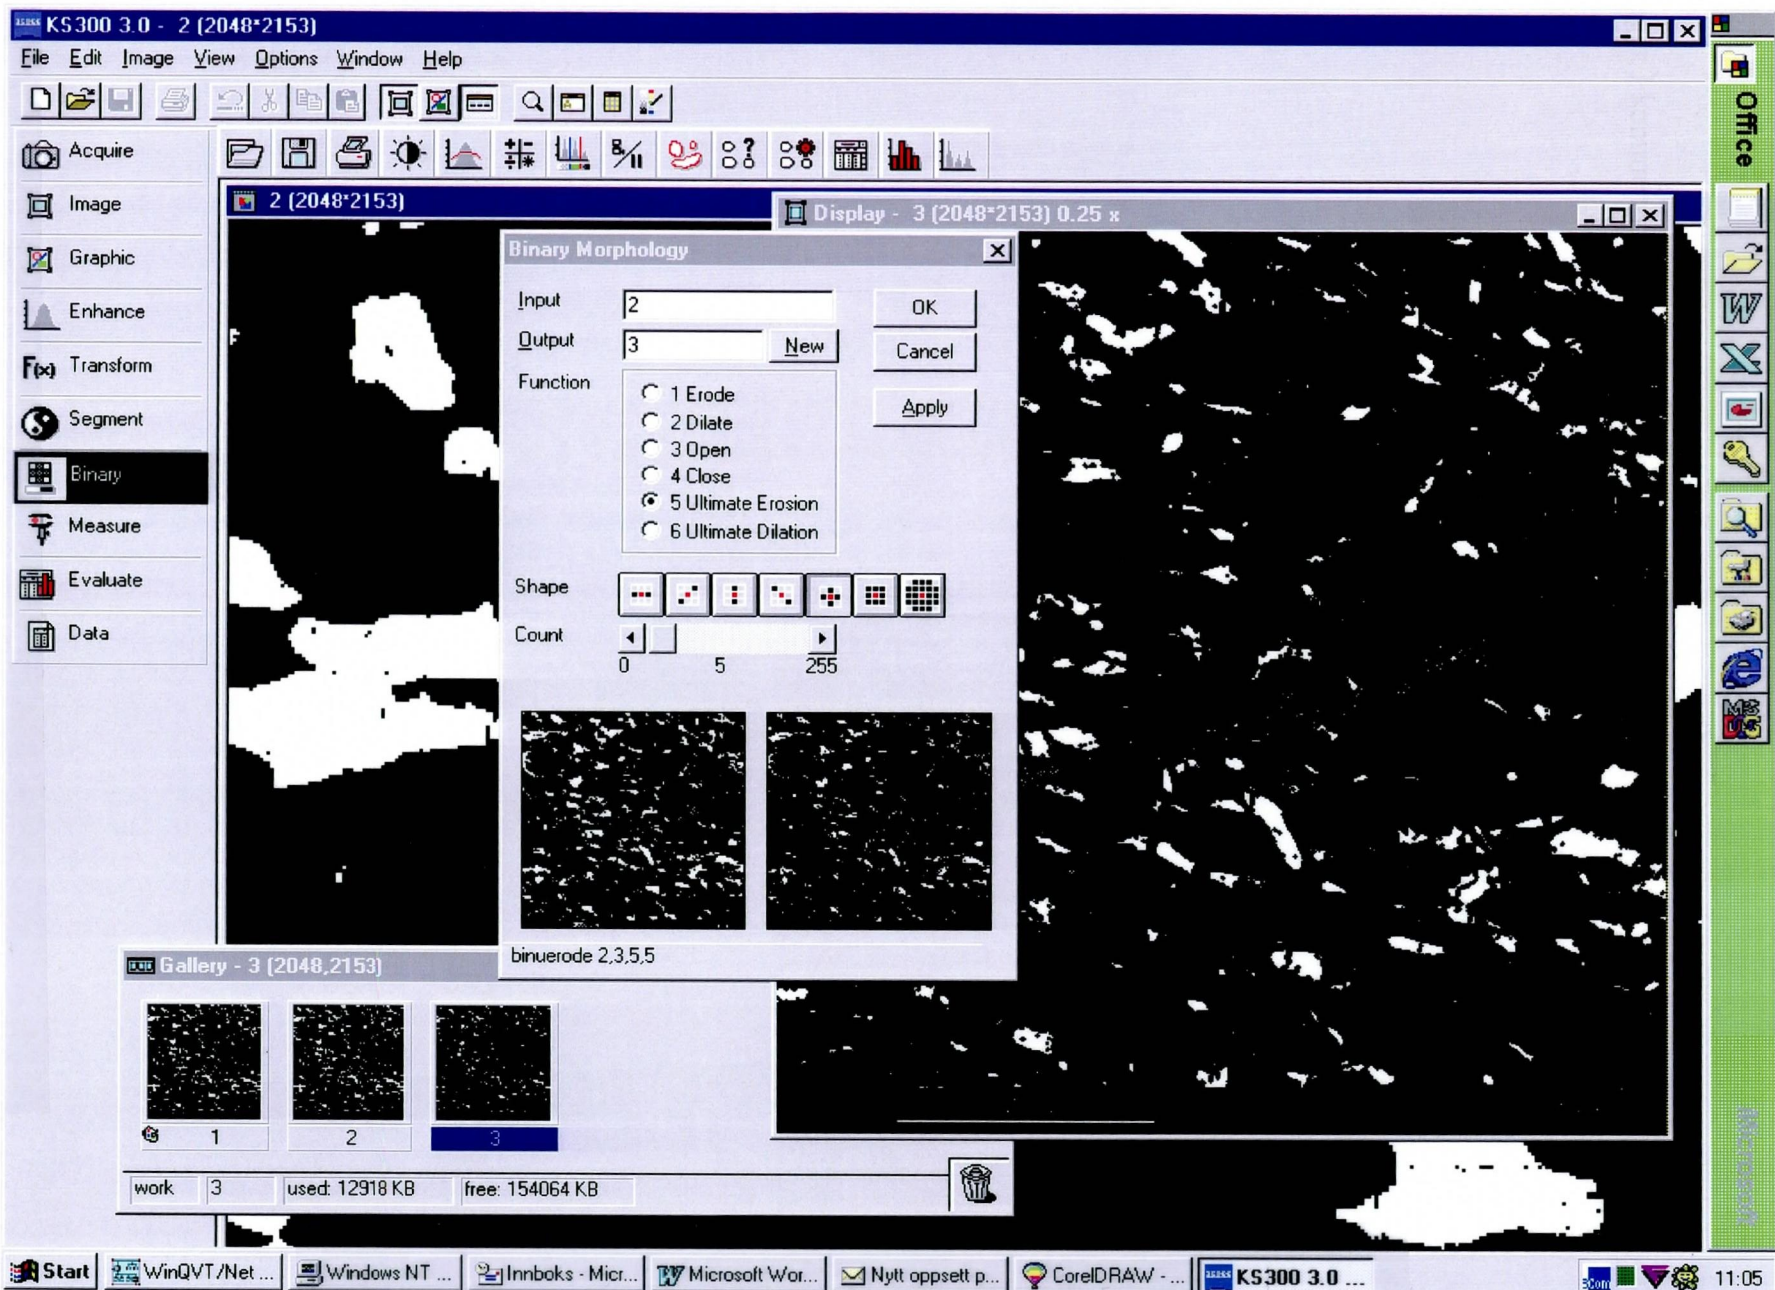 KS300 3.0 - 2 (2048*2153)
File Edit Image View Options Window Help
Office
Acquire
Image
Graphic
Enhance
F(x) Transform
Segment
Binary
Measure
Evaluate
Data
2 (2048*2153)
Display - 3 (2048*2153) 0.25 x
Binary Morphology
Input 2 OK
Output 3 New Cancel
Function
1 Erode Apply
2 Dilate
3 Open
4 Close
5 Ultimate Erosion
6 Ultimate Dilation
Shape
Count
0 5 255
binuerode 2,3,5,5
Gallery - 3 (2048,2153)
1 2 3
work 3 used: 12918 KB free: 154064 KB
Microsoft
Start WinQVT/Net ... Windows NT ... Innboks - Micr... Microsoft Wor... Nytt oppsett p... CorelDRAW - ... KS300 3.0 ... 3Com 11:05